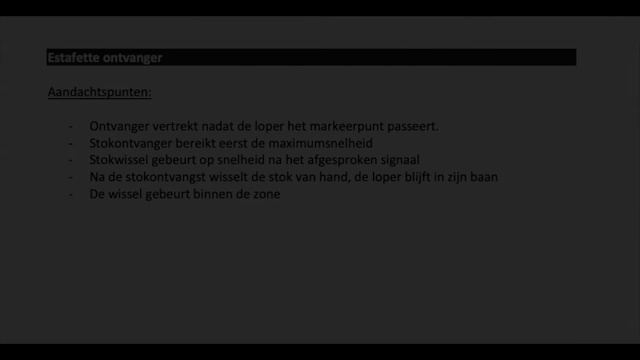 Estafette ontvanger
Aandachtspunten:
- Ontvanger vertrekt nadat de loper het markeerpunt passeert.
- Stokontvanger bereikt eerst de maximumsnelheid
- Stokwissel gebeurt op snelheid na het afgesproken signaal
- Na de stokontvangst wisselt de stok van hand, de loper blijft in zijn baan
- De wissel gebeurt binnen de zone